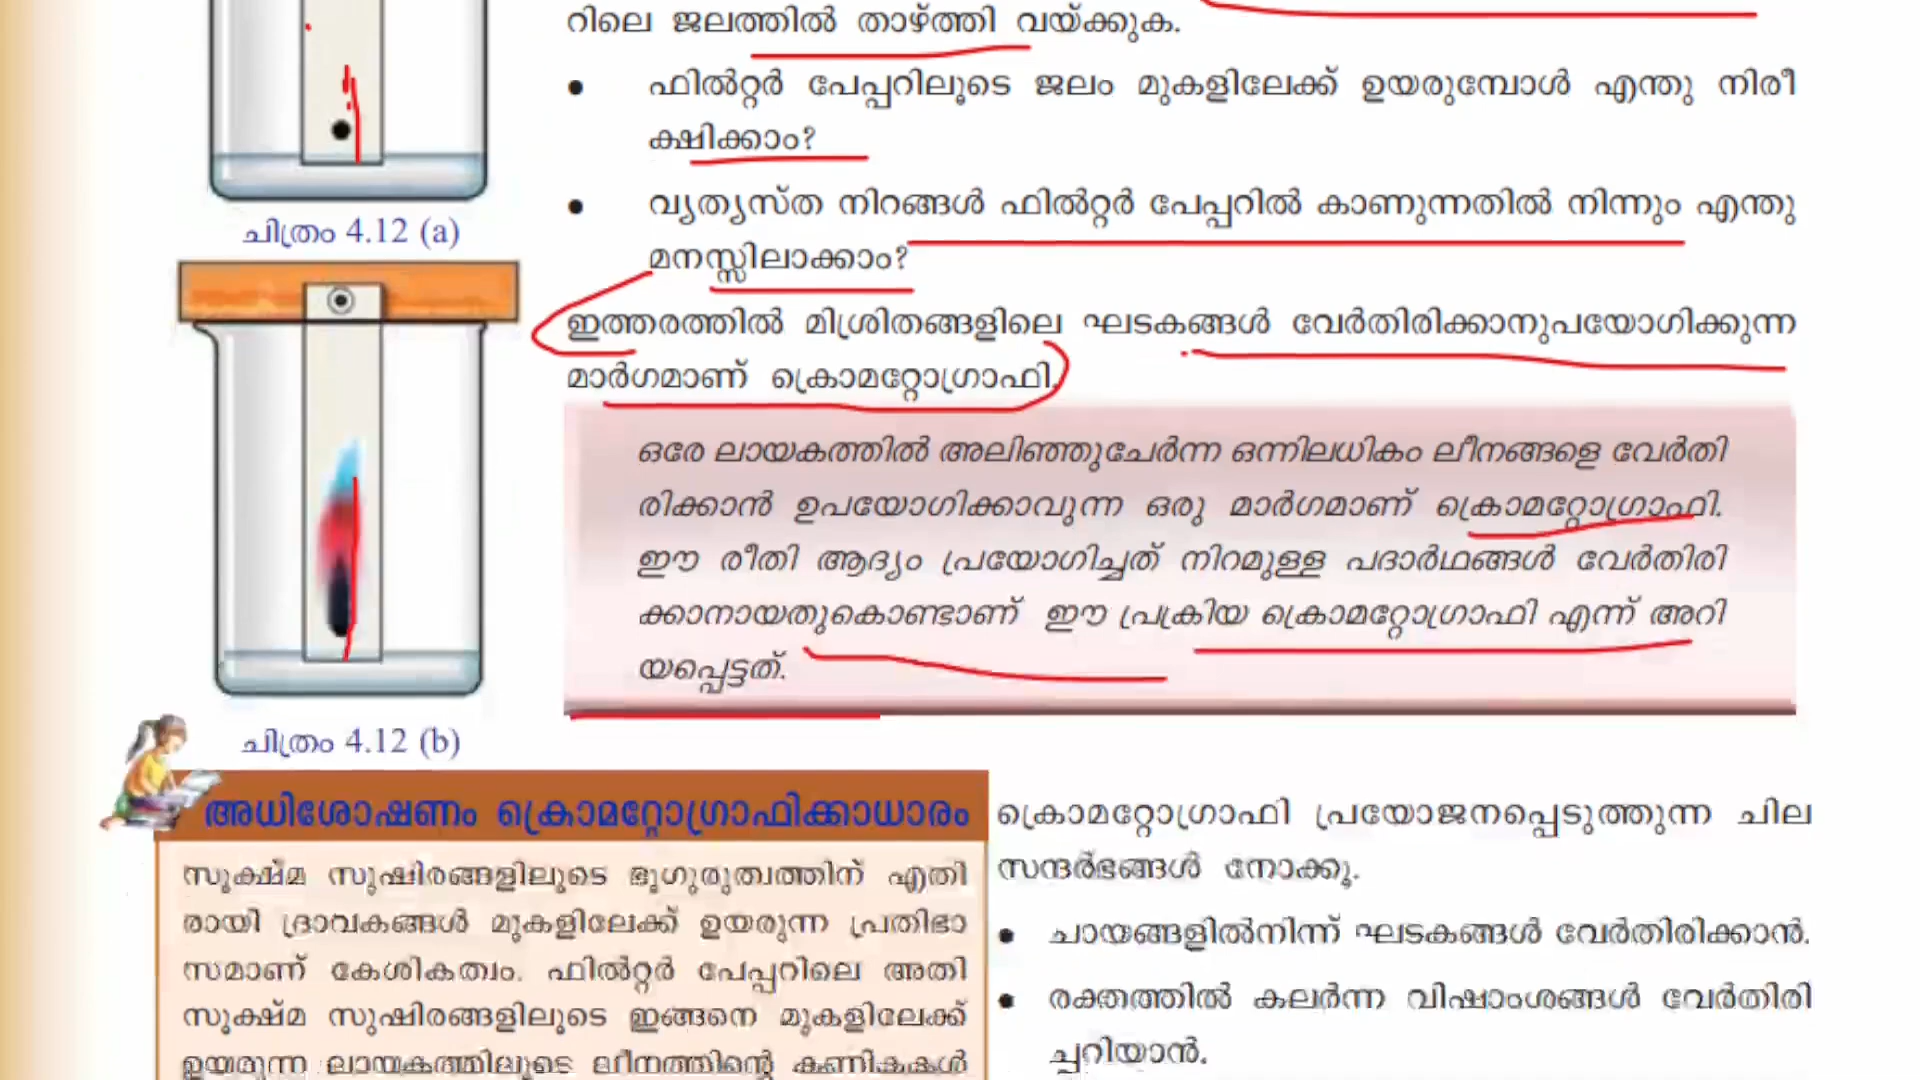 റിലെ ജലത്തിൽ താഴ്ത്തി വയ്ക്കുക.
• ഫിൽറ്റർ പേപ്പറിലൂടെ ജലം മുകളിലേക്ക് ഉയരുമ്പോൾ എന്തു നിരീ
ക്ഷിക്കാം?
• വ്യത്യസ്ത നിറങ്ങൾ ഫിൽറ്റർ പേപ്പറിൽ കാണുന്നതിൽ നിന്നും എന്തു
മനസ്സിലാക്കാം?
ഇത്തരത്തിൽ മിശ്രിതങ്ങളിലെ ഘടകങ്ങൾ വേർതിരിക്കാനുപയോഗിക്കുന്ന
മാർഗമാണ് ക്രൊമറ്റോഗ്രാഫി.
ഒരേ ലായകത്തിൽ അലിഞ്ഞുചേർന്ന ഒന്നിലധികം ലീനങ്ങളെ വേർതി
രിക്കാൻ ഉപയോഗിക്കാവുന്ന ഒരു മാർഗമാണ് ക്രൊമറ്റോഗ്രാഫി.
ഈ രീതി ആദ്യം പ്രയോഗിച്ചത് നിറമുള്ള പദാർഥങ്ങൾ വേർതിരി
ക്കാനായതുകൊണ്ടാണ് ഈ പ്രക്രിയ ക്രൊമറ്റോഗ്രാഫി എന്ന് അറി
യപ്പെട്ടത്.
ചിത്രം 4.12 (a)
ചിത്രം 4.12 (b)
അധിശോഷണം ക്രൊമറ്റോഗ്രാഫിക്കാധാരം
സൂക്ഷ്മ സുഷിരങ്ങളിലൂടെ ഭൂഗുരുത്വത്തിന് എതി
രായി ദ്രാവകങ്ങൾ മുകളിലേക്ക് ഉയരുന്ന പ്രതിഭാ
സമാണ് കേശികത്വം. ഫിൽറ്റർ പേപ്പറിലെ അതി
സൂക്ഷ്മ സുഷിരങ്ങളിലൂടെ ഇങ്ങനെ മുകളിലേക്ക്
ഉയരുന്ന ലായകത്തിലൂടെ ലീനത്തിന്റെ കണികകൾ
ക്രൊമറ്റോഗ്രാഫി പ്രയോജനപ്പെടുത്തുന്ന ചില
സന്ദർഭങ്ങൾ നോക്കൂ.
• ചായങ്ങളിൽനിന്ന് ഘടകങ്ങൾ വേർതിരിക്കാൻ.
• രക്തത്തിൽ കലർന്ന വിഷാംശങ്ങൾ വേർതിരി
ച്ചറിയാൻ.